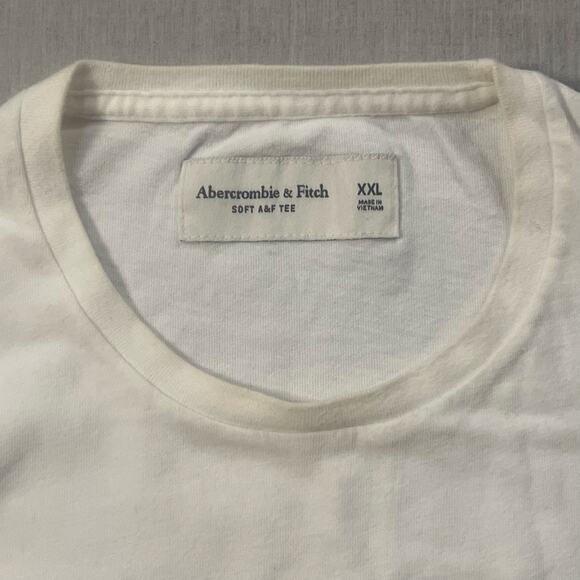 Abercrombie & Fitch
SOFT A&F TEE
XXL
MADE IN
VIETNAM